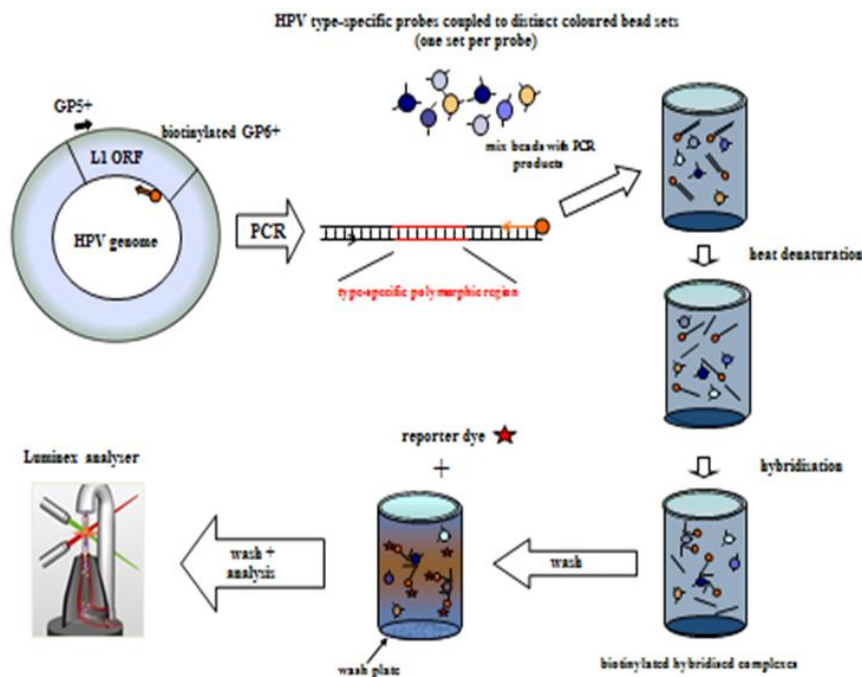 HPV type-specific probes coupled to distinct coloured bead sets
(one set per probe)
GP5+
biotinylated GP6+
L1 ORF
HPV genome
PCR
mix beads with PCR
products
type-specific polymorphic region
heat denaturation
hybridisation
biotinylated hybridised complexes
wash
reporter dye
+
wash plate
wash +
analysis
Luminex analyser